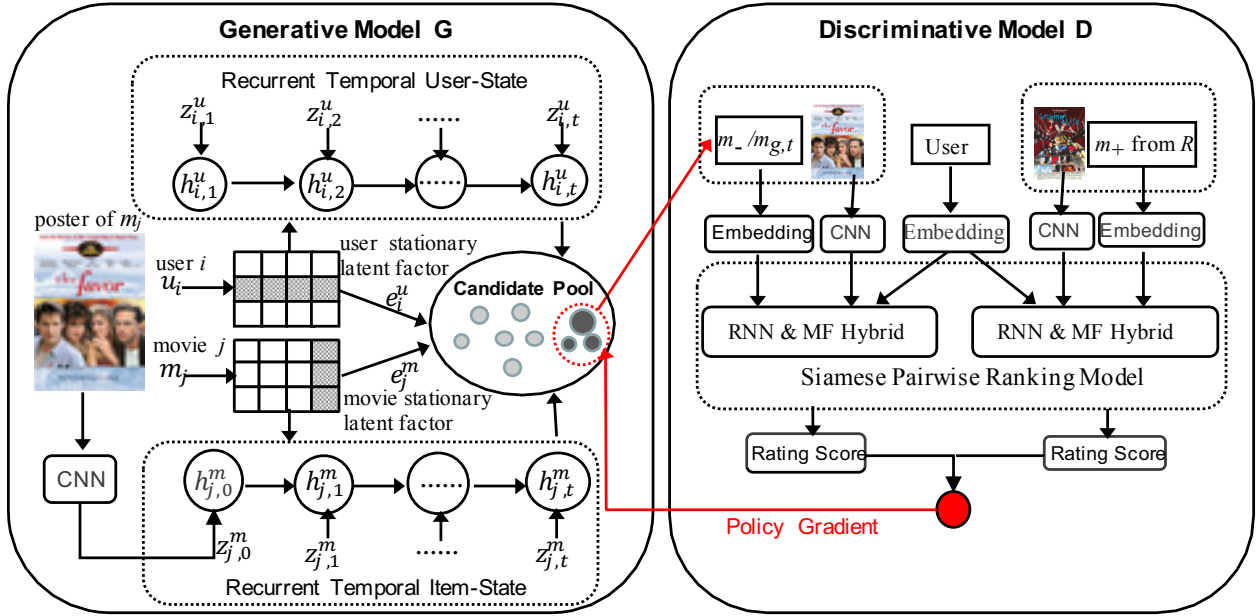 Generative Model G
Recurrent Temporal User-State
z^u_{i,1}
z^u_{i,2}
......
z^u_{i,t}
h^u_{i,1}
h^u_{i,2}
......
h^u_{i,t}
poster of m_j
the favor
user i
u_i
user stationary
latent factor
e^u_i
Candidate Pool
movie j
m_j
e^m_j
movie stationary
latent factor
CNN
h^m_{j,0}
h^m_{j,1}
......
h^m_{j,t}
z^m_{j,0}
z^m_{j,1}
......
z^m_{j,t}
Recurrent Temporal Item-State
Discriminative Model D
m_- /m_{g,t}
the favor
User
m_+ from R
Embedding
CNN
Embedding
CNN
Embedding
RNN & MF Hybrid
RNN & MF Hybrid
Siamese Pairwise Ranking Model
Rating Score
Rating Score
Policy Gradient